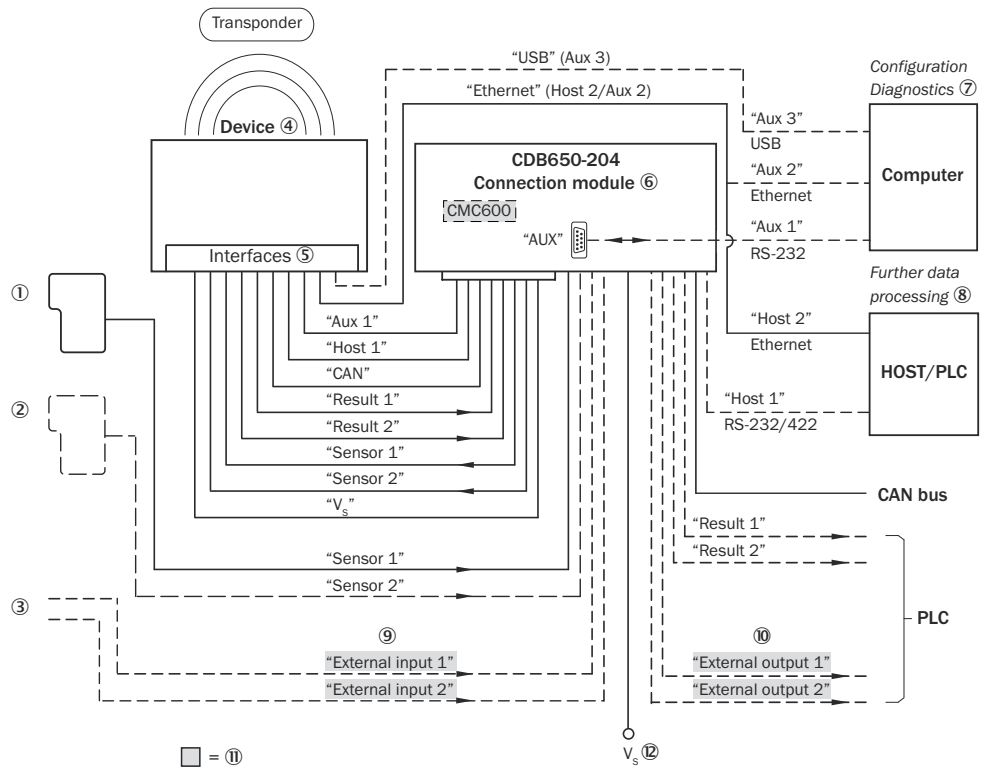 Transponder
“USB” (Aux 3)
“Ethernet” (Host 2/Aux 2)
Configuration
Diagnostics ⑦
Device ④
CDB650-204
Connection module ⑥
CMC600
“AUX”
“Aux 3”
USB
“Aux 2”
Ethernet
“Aux 1”
RS-232
Computer
Interfaces ⑤
①
Further data
processing ⑧
“Aux 1”
“Host 1”
“CAN”
“Result 1”
“Result 2”
“Sensor 1”
“Sensor 2”
“Vs”
“Host 2”
Ethernet
HOST/PLC
“Host 1”
RS-232/422
②
CAN bus
“Result 1”
“Result 2”
“Sensor 1”
“Sensor 2”
③
PLC
⑨
“External input 1”
“External input 2”
⑩
“External output 1”
“External output 2”
= ⑪
Vs ⑫